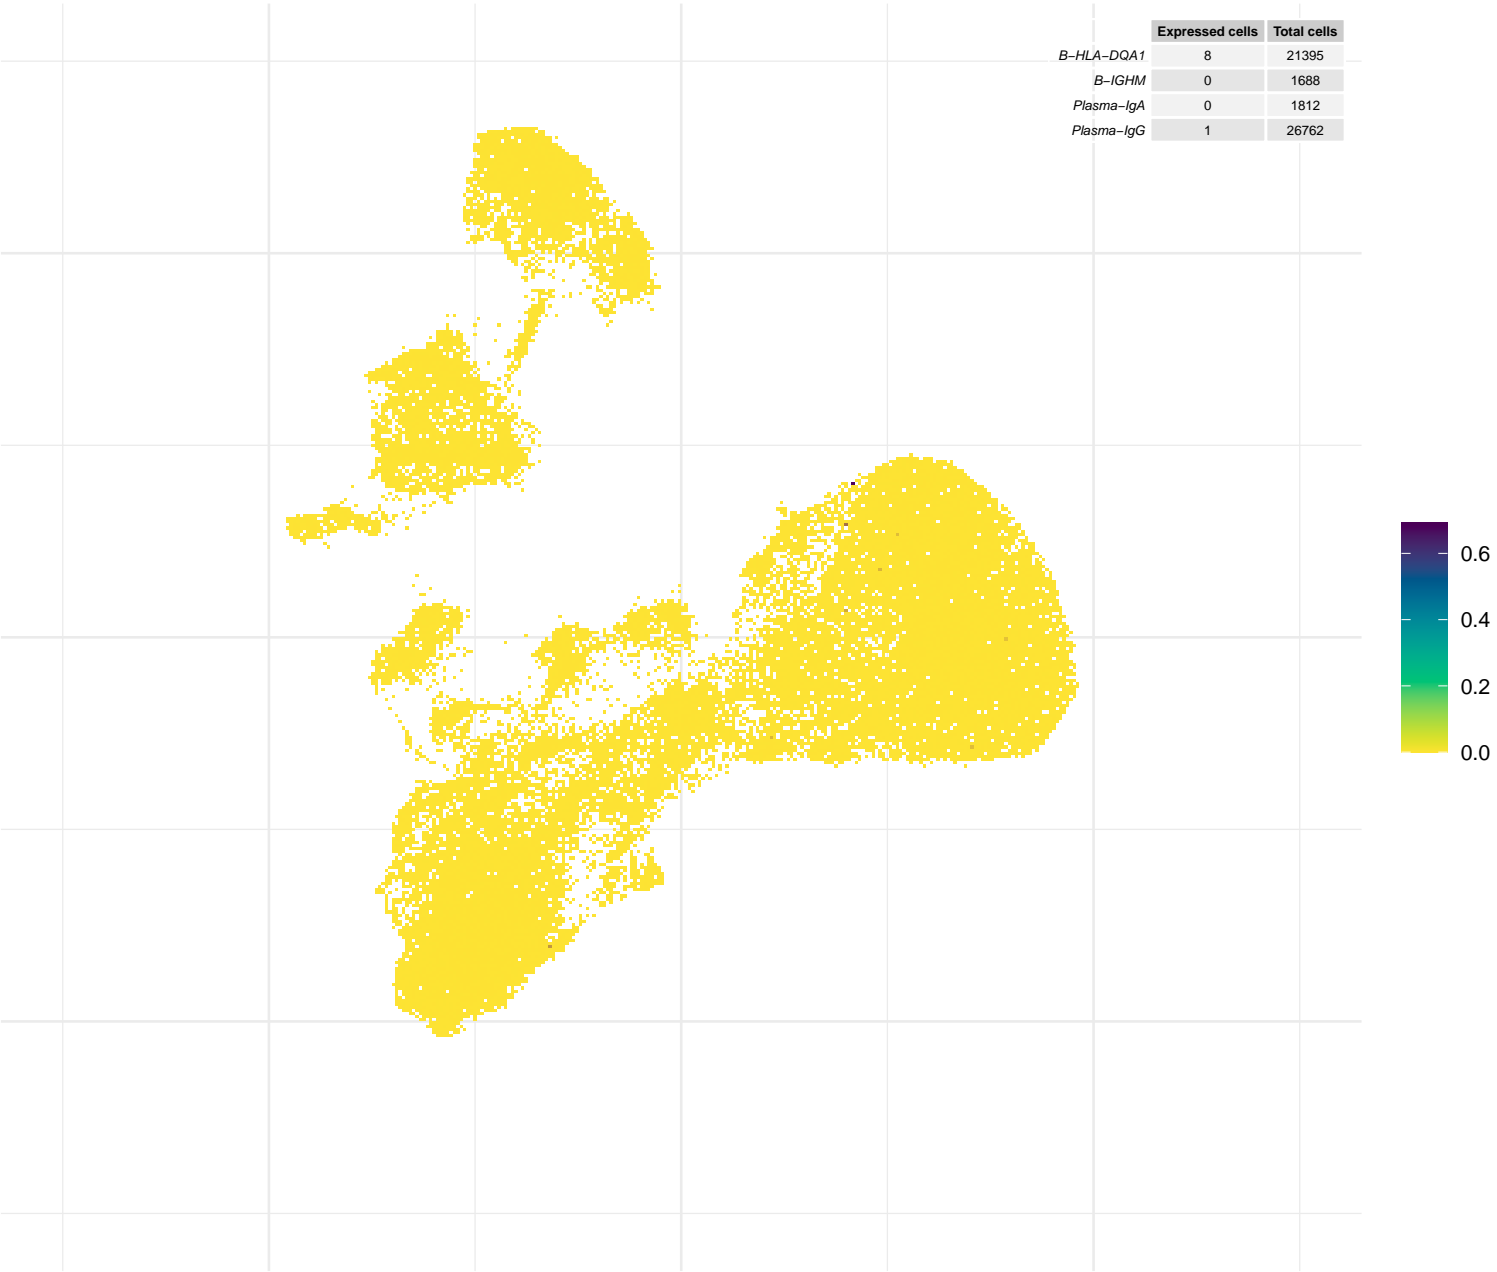 Expressed cells Total cells
B−HLA−DQA1 8 21395
B−IGHM 0 1688
Plasma−IgA 0 1812
Plasma−IgG 1 26762
0.6
0.4
0.2
0.0